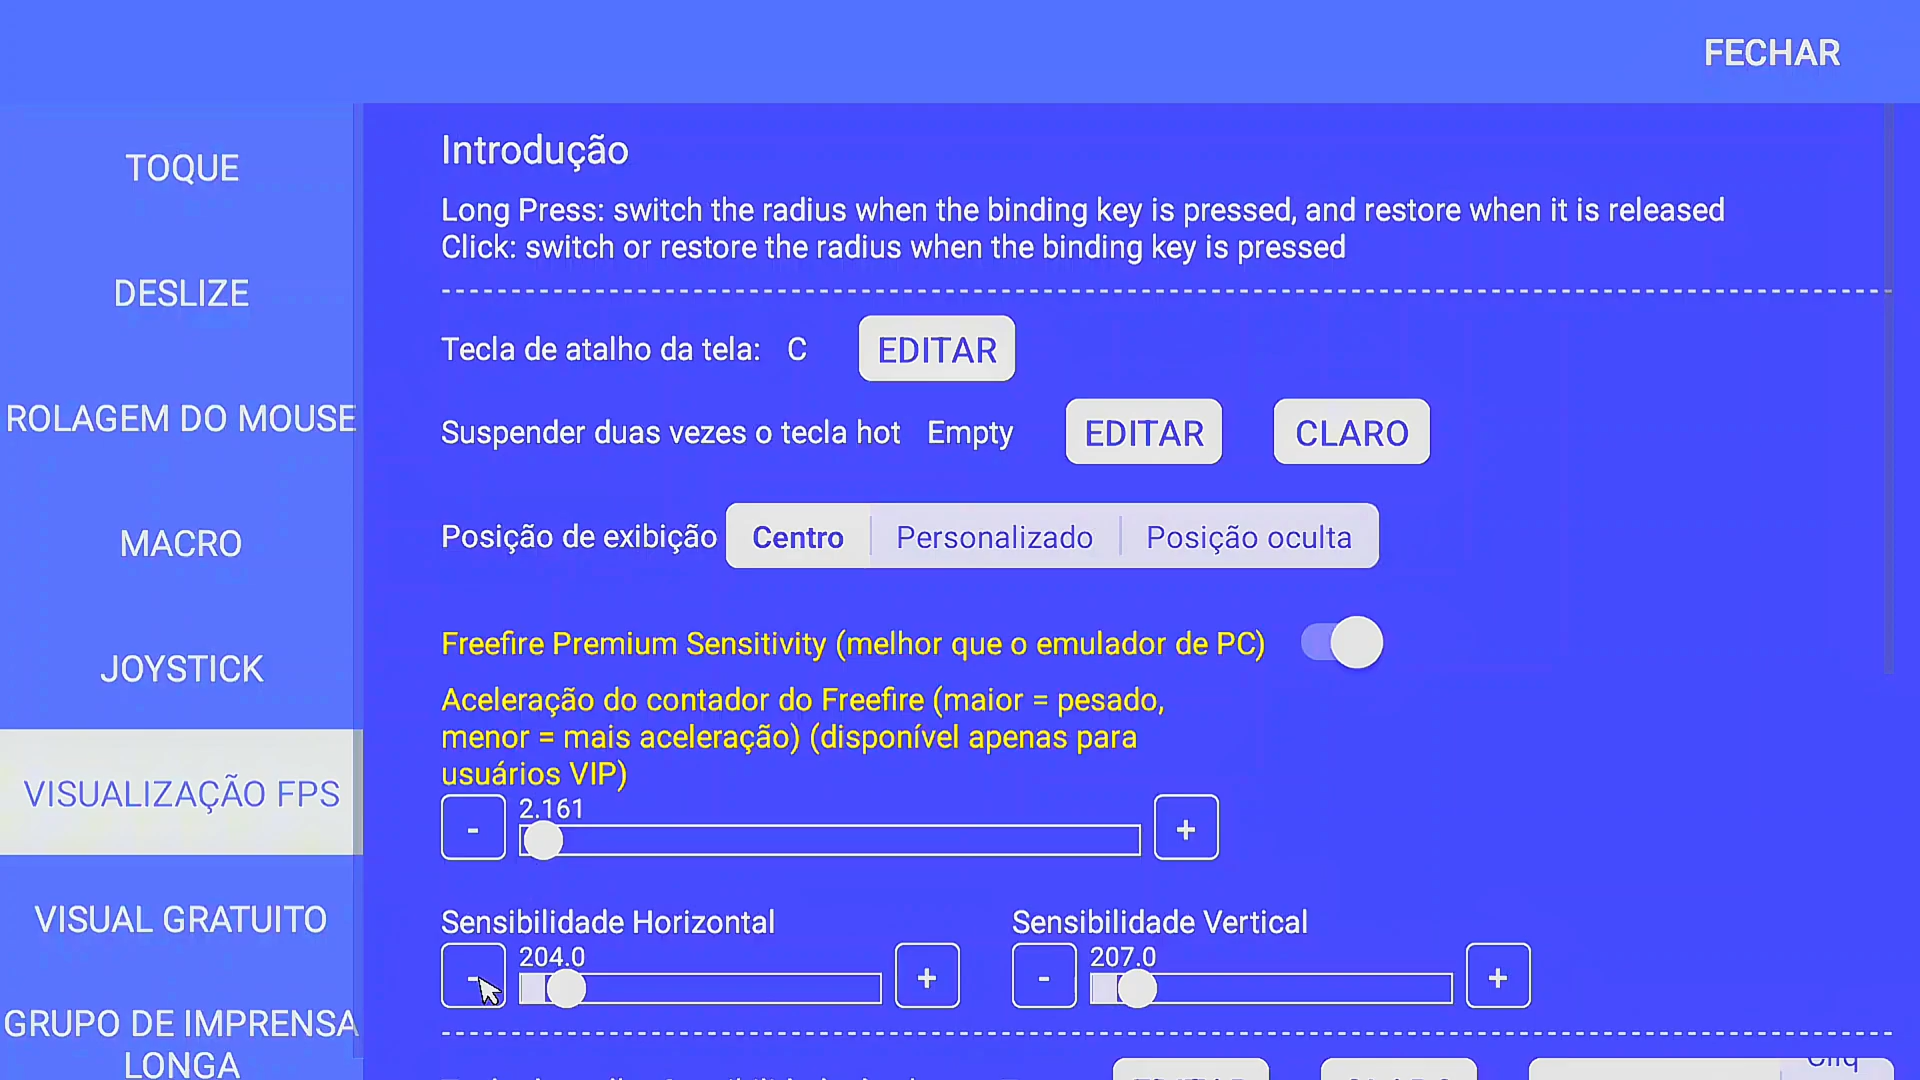 FECHAR
TOQUE
DESLIZE
ROLAGEM DO MOUSE
MACRO
JOYSTICK
VISUALIZAÇÃO FPS
VISUAL GRATUITO
GRUPO DE IMPRENSA
LONGA
Introdução
Long Press: switch the radius when the binding key is pressed, and restore when it is released
Click: switch or restore the radius when the binding key is pressed
Tecla de atalho da tela: C EDITAR
Suspender duas vezes o tecla hot Empty EDITAR CLARO
Posição de exibição Centro Personalizado Posição oculta
Freefire Premium Sensitivity (melhor que o emulador de PC)
Aceleração do contador do Freefire (maior = pesado,
menor = mais aceleração) (disponível apenas para
usuários VIP)
- 2.161 +
Sensibilidade Horizontal Sensibilidade Vertical
- 204.0 + - 207.0 +